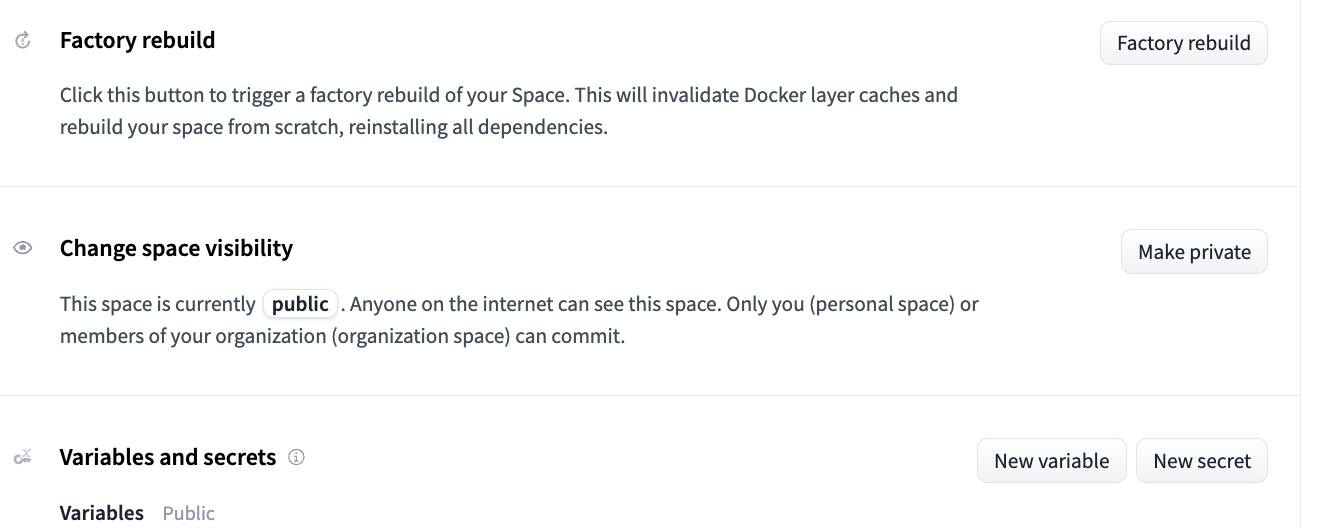 Factory rebuild
Factory rebuild
Click this button to trigger a factory rebuild of your Space. This will invalidate Docker layer caches and
rebuild your space from scratch, reinstalling all dependencies.
Change space visibility
Make private
This space is currently public. Anyone on the internet can see this space. Only you (personal space) or
members of your organization (organization space) can commit.
Variables and secrets
New variable
New secret
Variables Public